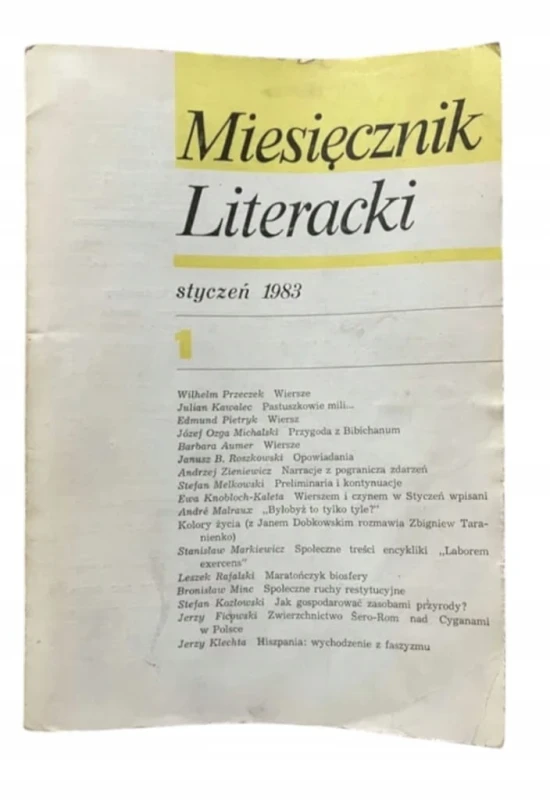 Miesięcznik
Literacki
styczeń 1983
1
Wilhelm Przeczek Wiersze
Julian Kawalec Pastuszkowie mili...
Edmund Pietryk Wiersz
Józef Ozga Michalski Przygoda z Bibichanum
Barbara Aumer Wiersze
Janusz B. Roszkowski Opowiadania
Andrzej Zieniewicz Narracje z pogranicza zdarzeń
Stefan Melkowski Preliminaria i kontynuacje
Ewa Knobloch-Kaleta Wierszem i czynem w Styczeń wpisani
André Malraux „Byłobyż to tylko tyle?"
Kolory życia (z Janem Dobkowskim rozmawia Zbigniew Tara-
nienko)
Stanisław Markiewicz Społeczne treści encykliki „Laborem
exercens"
Leszek Rafalski Maratończyk biosfery
Bronisław Minc Społeczne ruchy restytucyjne
Stefan Kozłowski Jak gospodarować zasobami przyrody?
Jerzy Ficowski Zwierzchnictwo Šero-Rom nad Cyganami
w Polsce
Jerzy Klechta Hiszpania: wychodzenie z faszyzmu